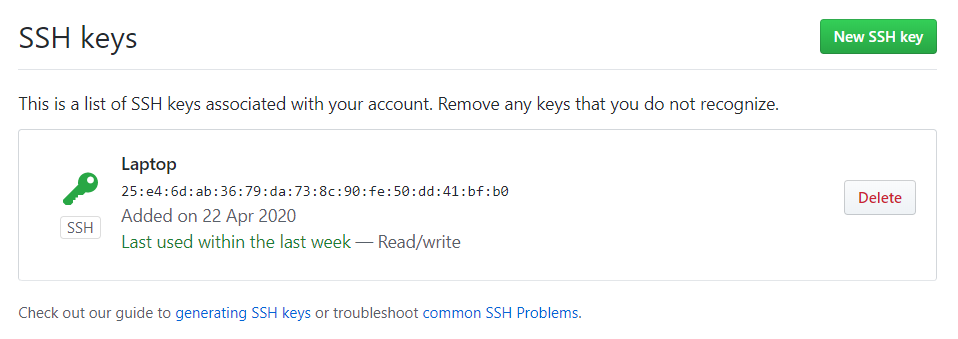 SSH keys
New SSH key
This is a list of SSH keys associated with your account. Remove any keys that you do not recognize.
Laptop
25:e4:6d:ab:36:79:da:73:8c:90:fe:50:dd:41:bf:b0
SSH
Added on 22 Apr 2020
Last used within the last week — Read/write
Delete
Check out our guide to generating SSH keys or troubleshoot common SSH Problems.